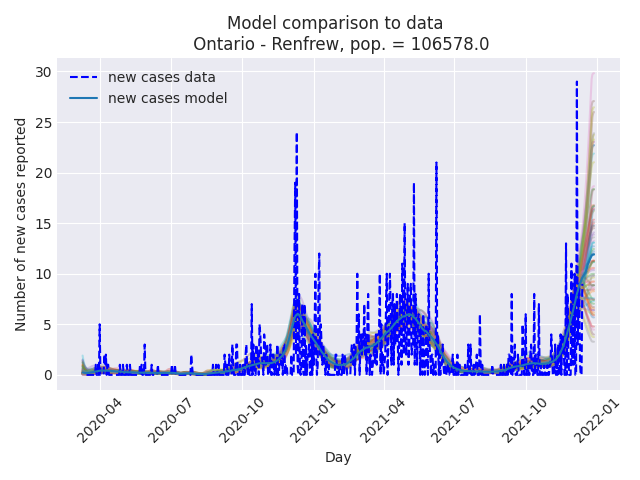 Model comparison to data
Ontario - Renfrew, pop. = 106578.0
new cases data
new cases model
Number of new cases reported
30
25
20
15
10
5
0
2020-04
2020-07
2020-10
2021-01
2021-04
2021-07
2021-10
2022-01
Day